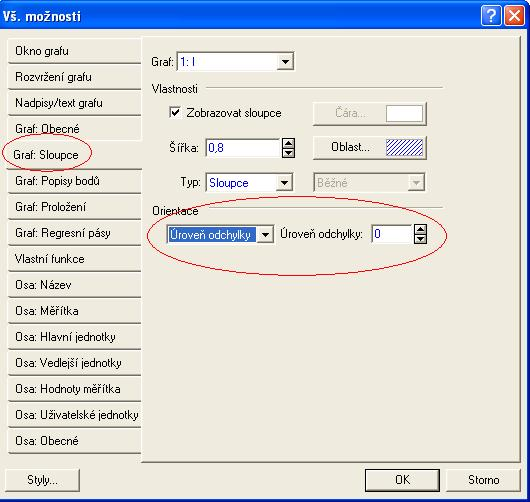 Vš. možnosti
Okno grafu
Rozvržení grafu
Nadpisy/text grafu
Graf: Obecné
Graf: Sloupce
Graf: Popisy bodů
Graf: Proložení
Graf: Regresní pásy
Vlastní funkce
Osa: Název
Osa: Měřítka
Osa: Hlavní jednotky
Osa: Vedlejší jednotky
Osa: Hodnoty měřítka
Osa: Uživatelské jednotky
Osa: Obecné
Graf: 1: I
Vlastnosti
Zobrazovat sloupce Čára...
Šířka: 0,8 Oblast...
Typ: Sloupce Běžné
Orientace
Úroveň odchylky Úroveň odchylky: 0
Styly... OK Storno